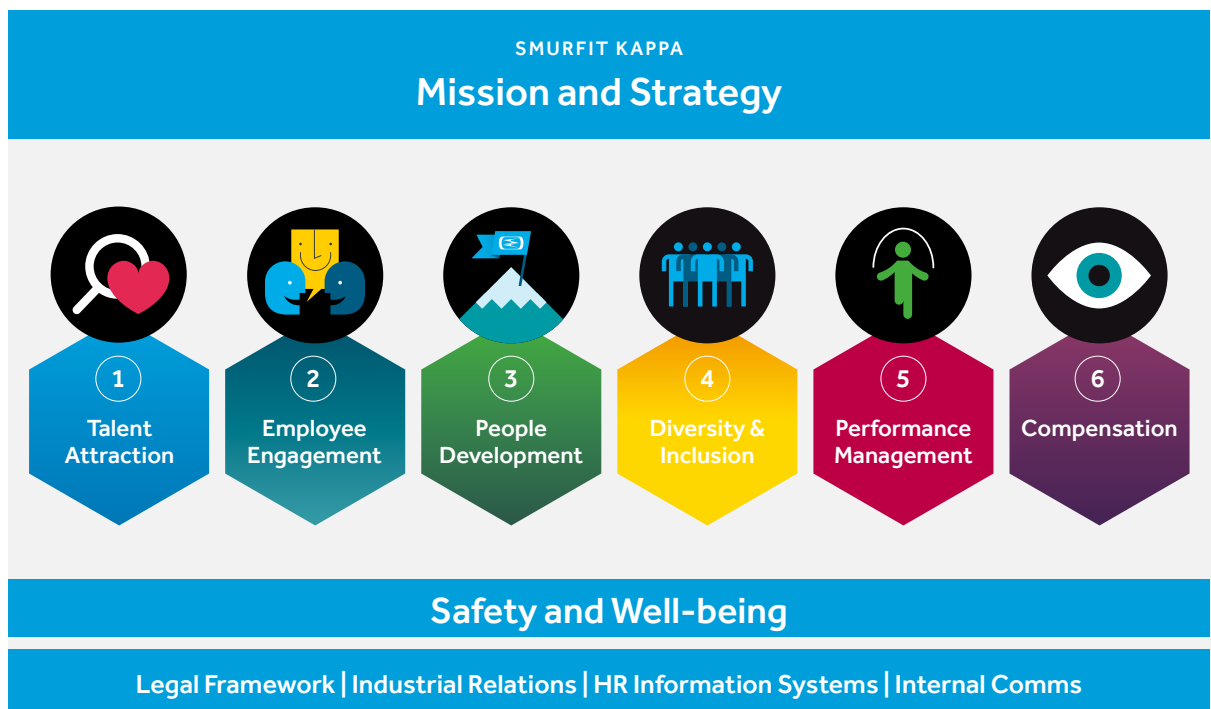 SMURFIT KAPPA
Mission and Strategy
1
Talent
Attraction
2
Employee
Engagement
3
People
Development
4
Diversity &
Inclusion
5
Performance
Management
6
Compensation
Safety and Well-being
Legal Framework | Industrial Relations | HR Information Systems | Internal Comms